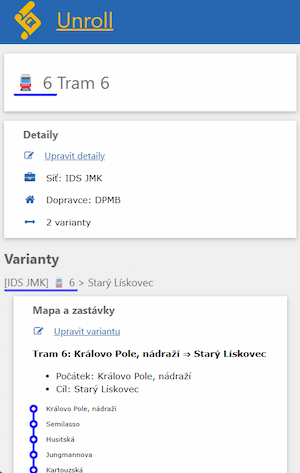 Unroll
6 Tram 6
Detaily
Upravit detaily
Síť: IDS JMK
Dopravce: DPMB
2 varianty
Varianty
[IDS JMK] 6 > Starý Lískovec
Mapa a zastávky
Upravit variantu
Tram 6: Královo Pole, nádraží ⇒ Starý Lískovec
Počátek: Královo Pole, nádraží
Cíl: Starý Lískovec
Královo Pole, nádraží
Semilasso
Husitská
Jungmannova
Kartouzská